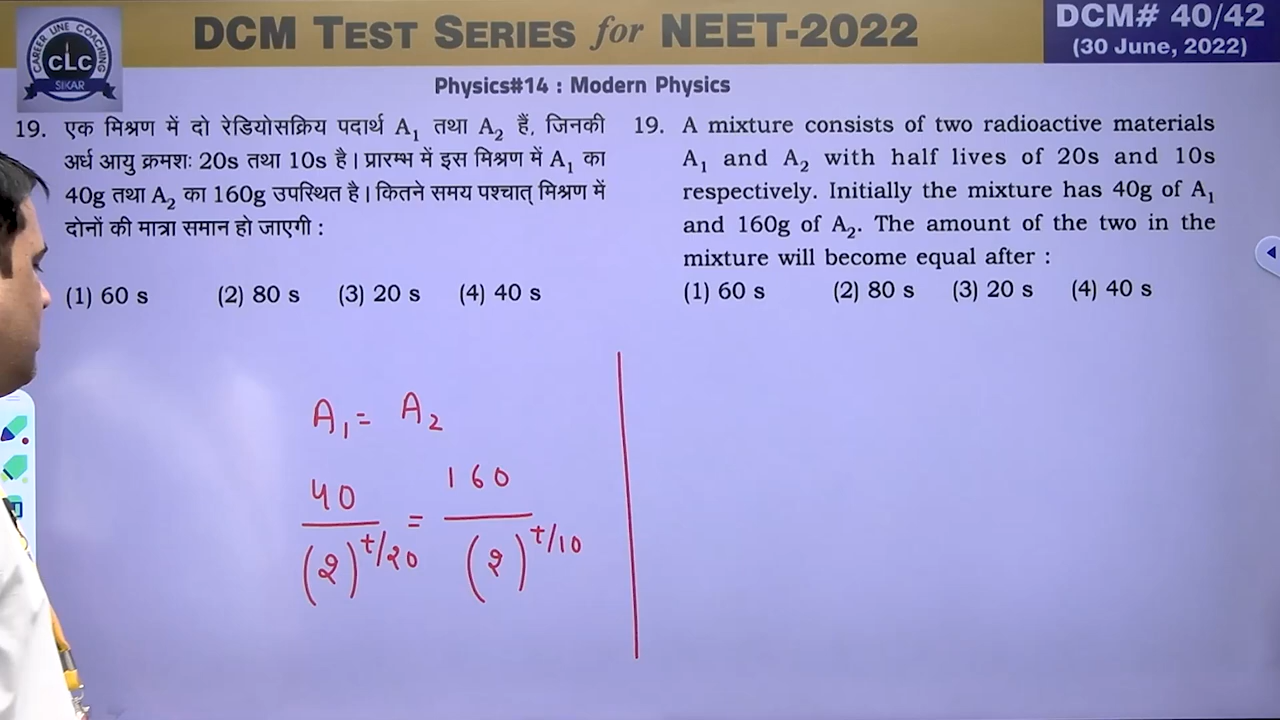 CAREER LINE COACHING
CLC
SIKAR
DCM TEST SERIES for NEET-2022
DCM# 40/42
(30 June, 2022)
Physics#14 : Modern Physics
19. एक मिश्रण में दो रेडियोसक्रिय पदार्थ A₁ तथा A₂ हैं, जिनकी
अर्ध आयु क्रमशः 20s तथा 10s है। प्रारम्भ में इस मिश्रण में A₁ का
40g तथा A₂ का 160g उपस्थित है। कितने समय पश्चात् मिश्रण में
दोनों की मात्रा समान हो जाएगी :
(1) 60 s (2) 80 s (3) 20 s (4) 40 s
19. A mixture consists of two radioactive materials
A₁ and A₂ with half lives of 20s and 10s
respectively. Initially the mixture has 40g of A₁
and 160g of A₂. The amount of the two in the
mixture will become equal after :
(1) 60 s (2) 80 s (3) 20 s (4) 40 s
A₁ = A₂
40 = 160
(2)^t/20 (2)^t/10